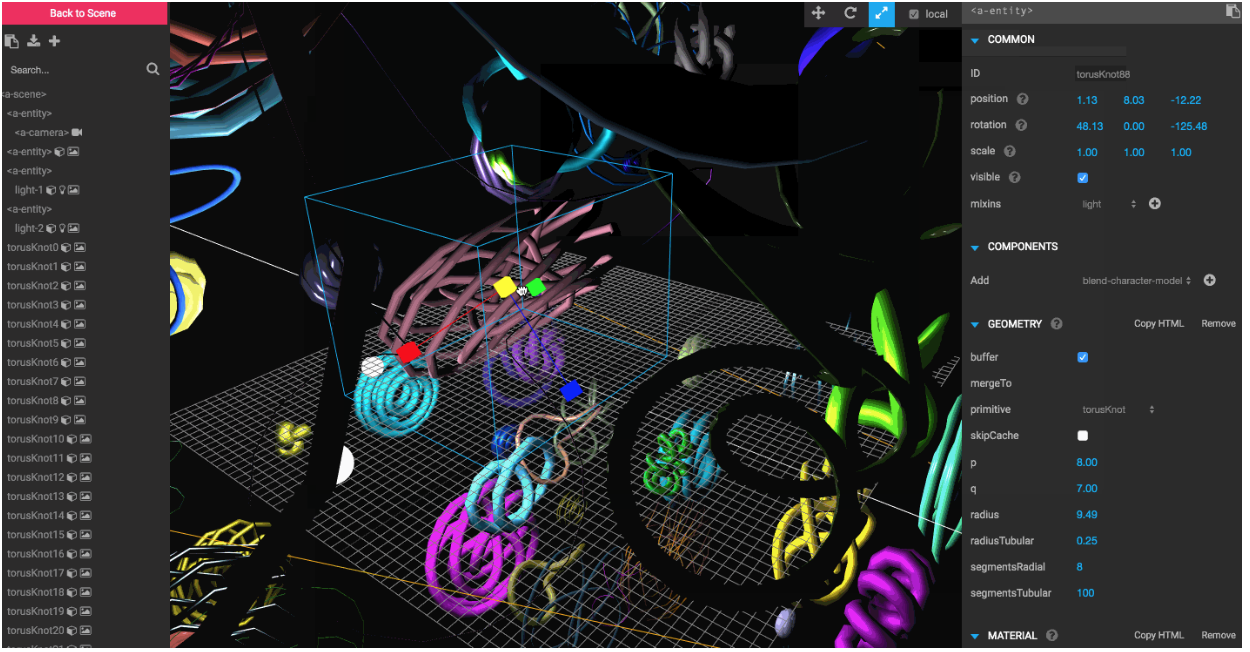 Back to Scene
Search...
<a-scene>
<a-entity>
<a-camera>
<a-entity>
<a-entity>
light-1
<a-entity>
light-2
torusKnot0
torusKnot1
torusKnot2
torusKnot3
torusKnot4
torusKnot5
torusKnot6
torusKnot7
torusKnot8
torusKnot9
torusKnot10
torusKnot11
torusKnot12
torusKnot13
torusKnot14
torusKnot15
torusKnot16
torusKnot17
torusKnot18
torusKnot19
torusKnot20
local
<a-entity>
COMMON
ID torusKnot88
position 1.13 8.03 -12.22
rotation 48.13 0.00 -125.48
scale 1.00 1.00 1.00
visible
mixins light
COMPONENTS
Add blend-character-model
GEOMETRY Copy HTML Remove
buffer
mergeTo
primitive torusKnot
skipCache
p 8.00
q 7.00
radius 9.49
radiusTubular 0.25
segmentsRadial 8
segmentsTubular 100
MATERIAL Copy HTML Remove